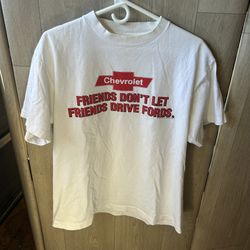 Chevrolet
FRIENDS DON'T LET
FRIENDS DRIVE FORDS.